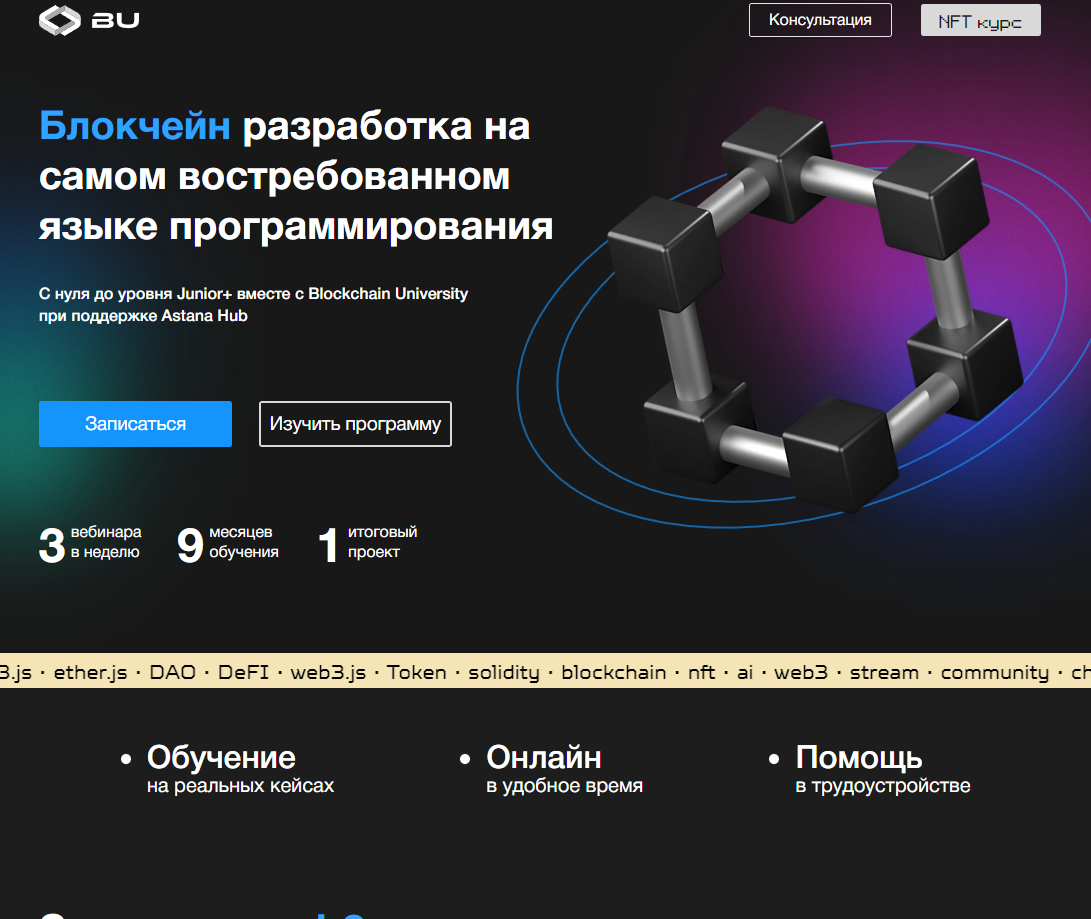 BU
Консультация
NFT курс
Блокчейн разработка на
самом востребованном
языке программирования
С нуля до уровня Junior+ вместе с Blockchain University
при поддержке Astana Hub
Записаться
Изучить программу
3 вебинара
в неделю
9 месяцев
обучения
1 итоговый
проект
3.js · ether.js · DAO · DeFI · web3.js · Token · solidity · blockchain · nft · ai · web3 · stream · community · ch
• Обучение
на реальных кейсах
• Онлайн
в удобное время
• Помощь
в трудоустройстве